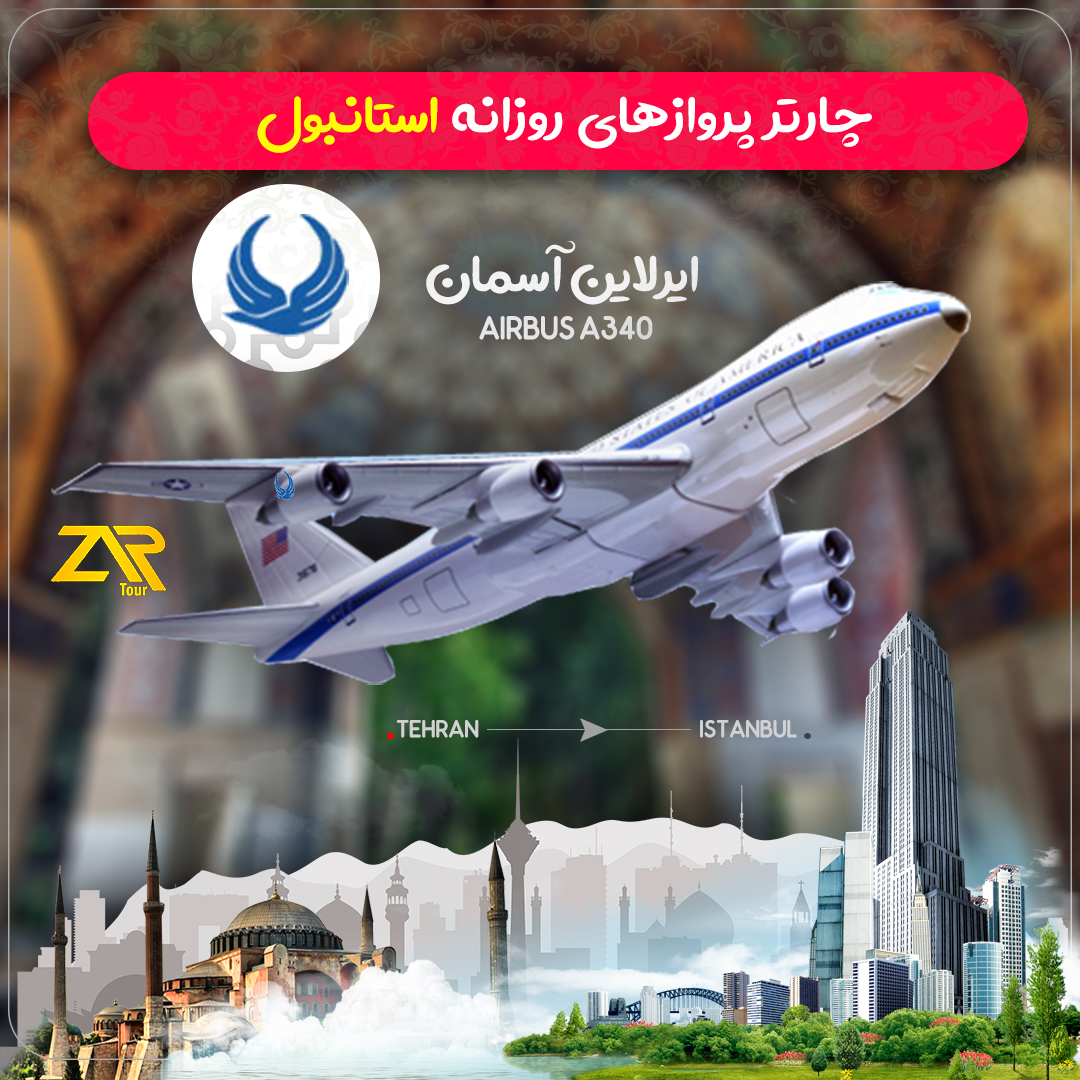 چارتر پروازهای روزانه استانبول
ایرلاین آسمان
AIRBUS A340
ZAR
Tour
TEHRAN
ISTANBUL